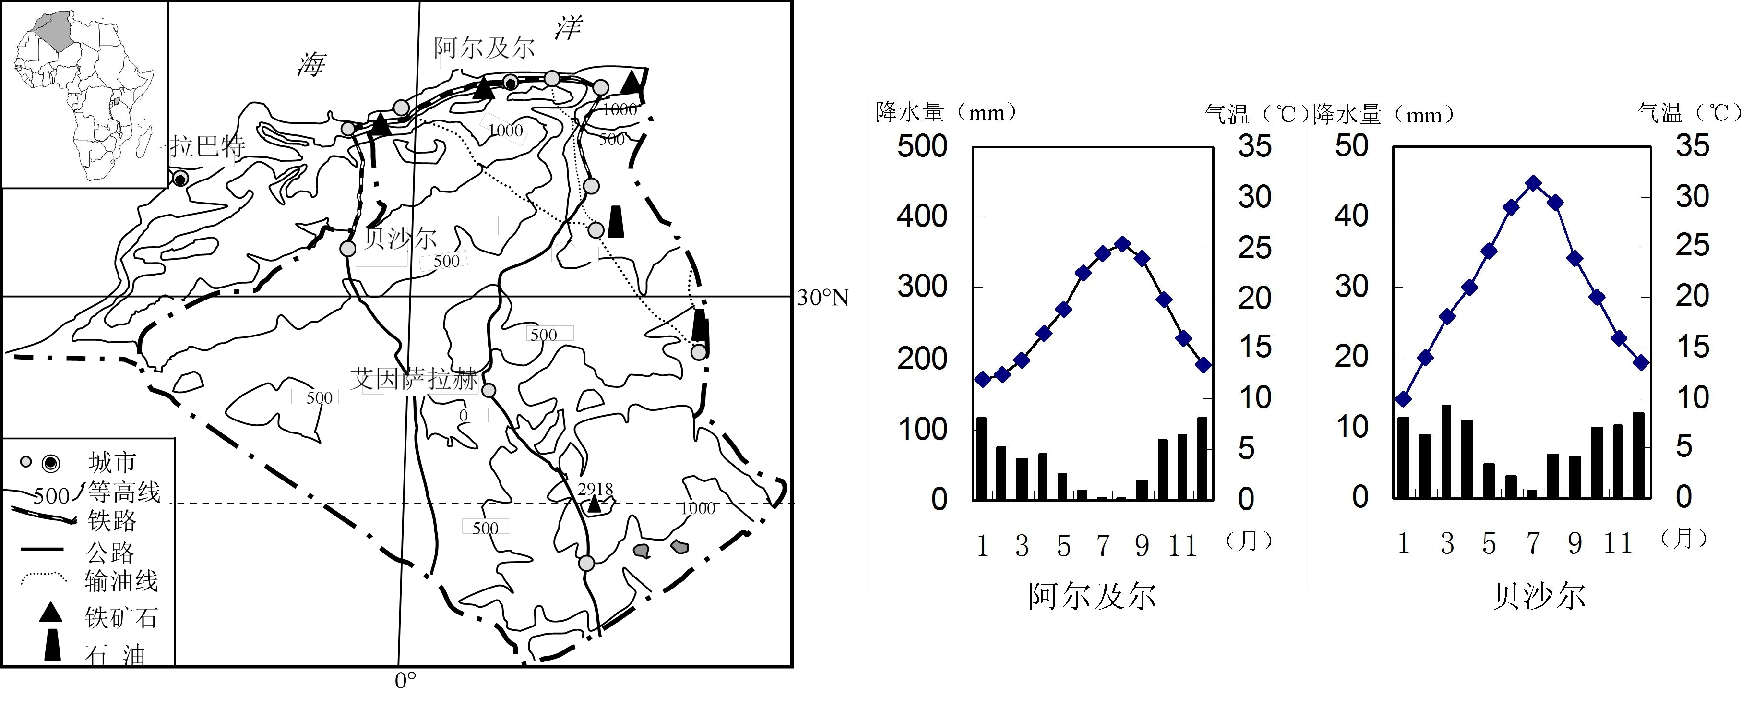 海
洋
阿尔及尔
1000
1000
500
拉巴特
贝沙尔
500
30°N
500
艾因萨拉赫
500
0
2918
1000
500
城市
500
等高线
铁路
公路
输油线
铁矿石
石 油
0°
降水量（mm） 气温（℃）
500 35
30
400
25
300 20
200 15
10
100
5
0 0
1 3 5 7 9 11 （月）
阿尔及尔
降水量（mm） 气温（℃）
50 35
40 30
25
30
20
20 15
10 10
5
0 0
1 3 5 7 9 11 （月）
贝沙尔